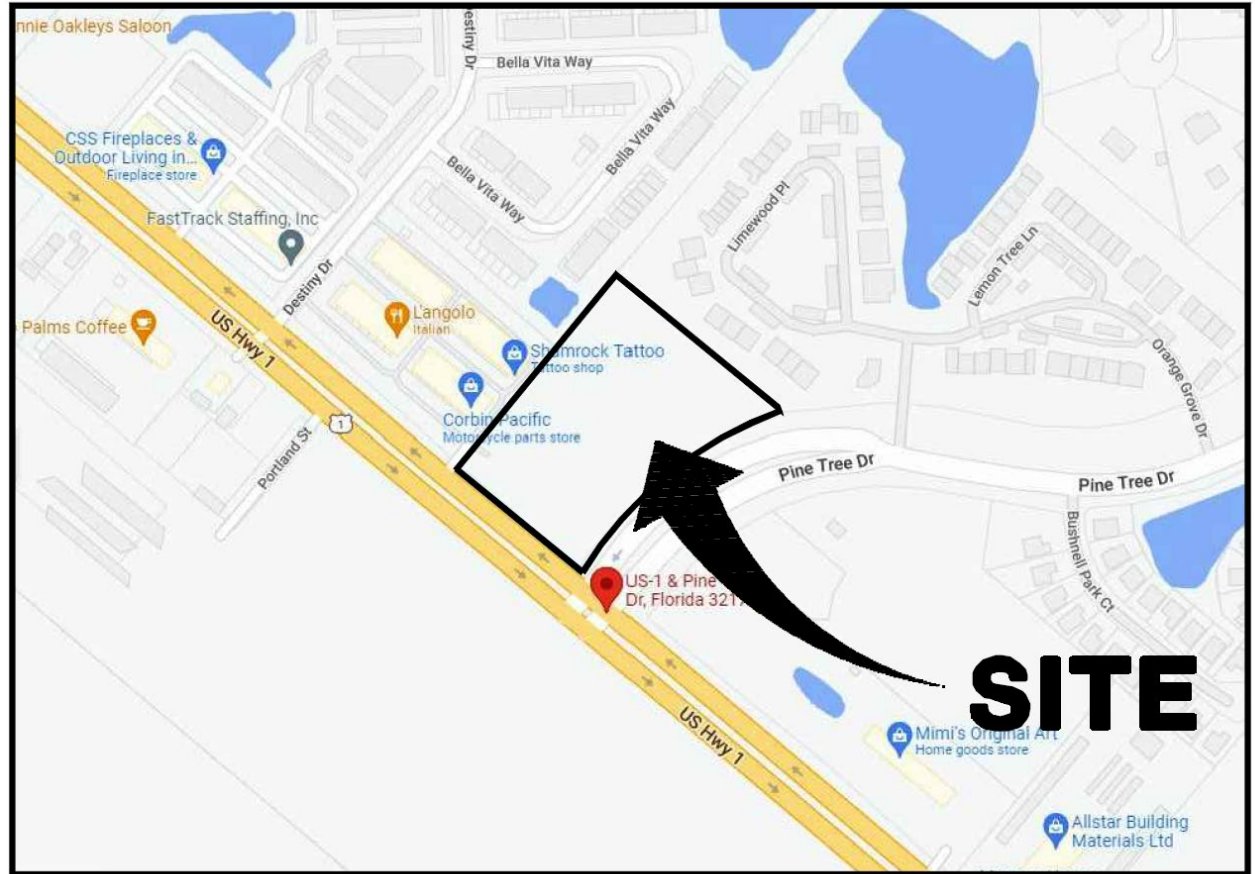 nnie Oakleys Saloon
estiny Dr
Bella Vita Way
CSS Fireplaces &
Outdoor Living in...
Fireplace store
Bella Vita Way
Bella Vita Way
FastTrack Staffing, Inc
Limewood Pl
Lemon Tree Ln
Destiny Dr
L'angolo
Italian
Palms Coffee
US Hwy 1
Shamrock Tattoo
Tattoo shop
Orange Grove Dr
Corbin Pacific
Motorcycle parts store
1
Portland St
Pine Tree Dr
Pine Tree Dr
Bushnell Park Ct
US-1 & Pine
Dr, Florida 321
SITE
US Hwy 1
Mimi's Original Art
Home goods store
Allstar Building
Materials Ltd